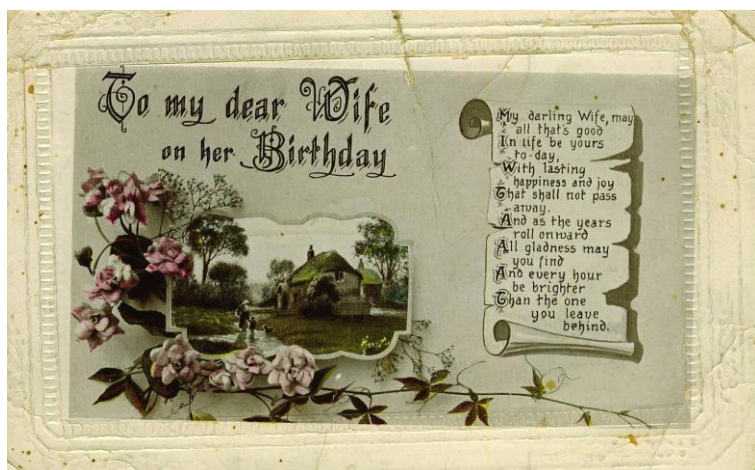 To my dear Wife
on her Birthday
My darling Wife, may
all that's good
In life be yours
to-day,
With lasting
happiness and joy
That shall not pass
away.
And as the years
roll onward
All gladness may
you find
And every hour
be brighter
Than the one
you leave
behind.